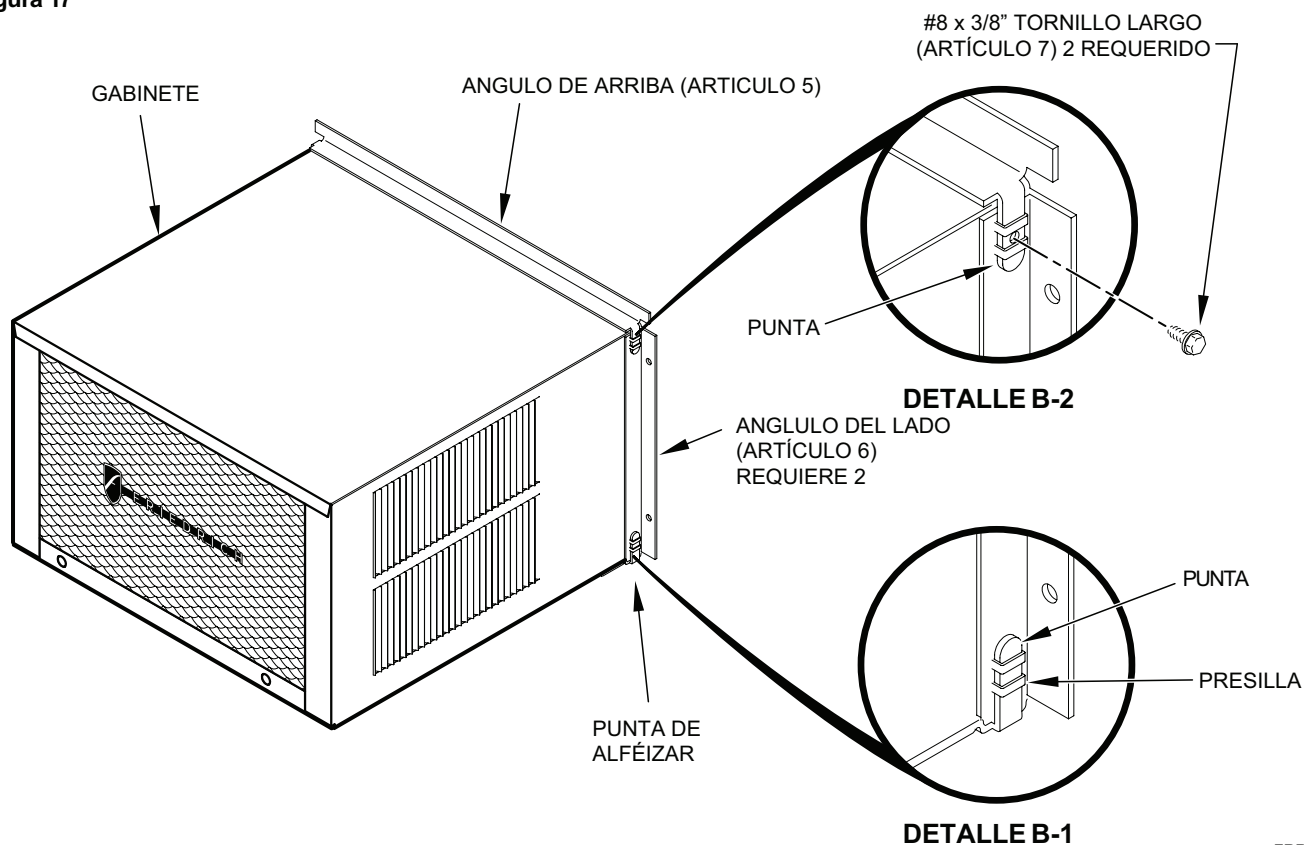 gura 17
#8 x 3/8” TORNILLO LARGO
(ARTÍCULO 7) 2 REQUERIDO
GABINETE
ANGULO DE ARRIBA (ARTICULO 5)
PUNTA
DETALLE B-2
ANGLULO DEL LADO
(ARTÍCULO 6)
REQUIERE 2
FRIEDRICH
PUNTA
PRESILLA
PUNTA DE
ALFÉIZAR
DETALLE B-1